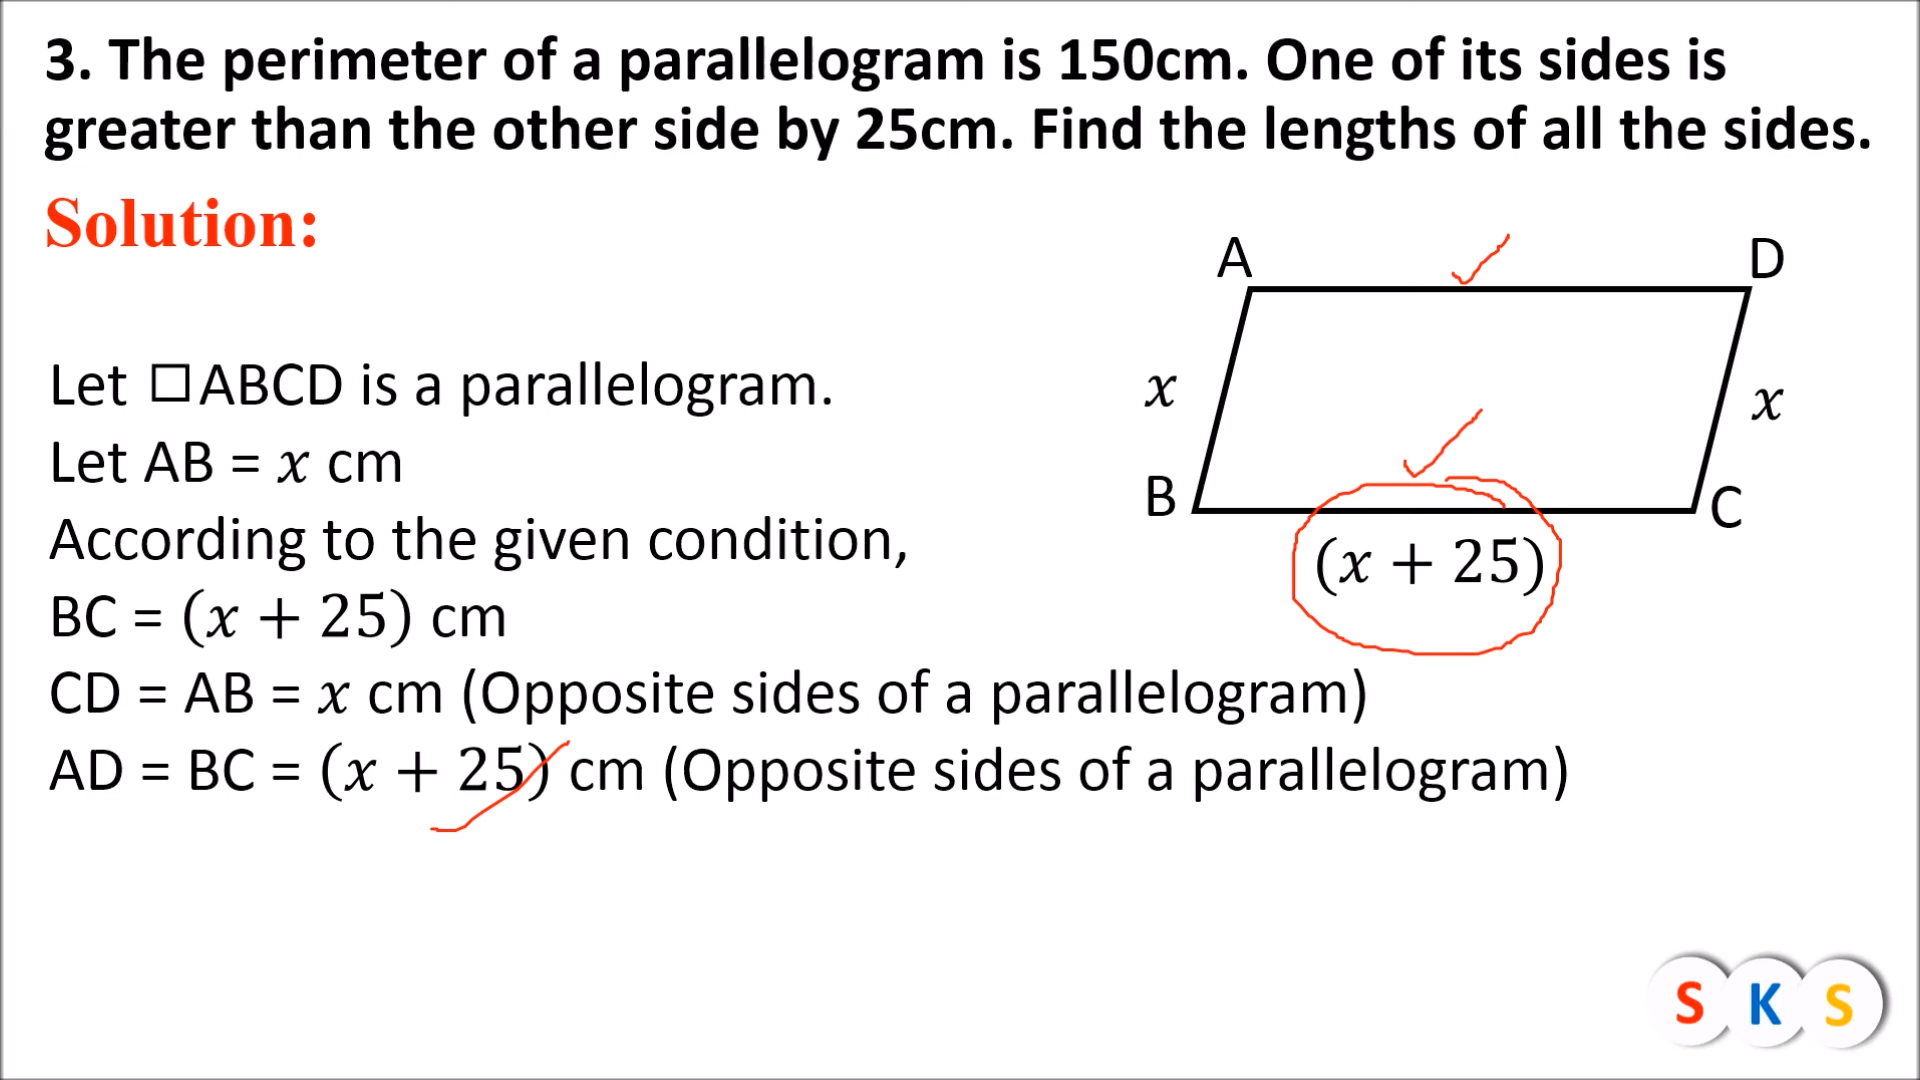 3. The perimeter of a parallelogram is 150cm. One of its sides is
greater than the other side by 25cm. Find the lengths of all the sides.
Solution:
A
D
Let □ABCD is a parallelogram.
x
x
Let AB = x cm
B
C
According to the given condition,
(x + 25)
BC = (x + 25) cm
CD = AB = x cm (Opposite sides of a parallelogram)
AD = BC = (x + 25) cm (Opposite sides of a parallelogram)
S K S